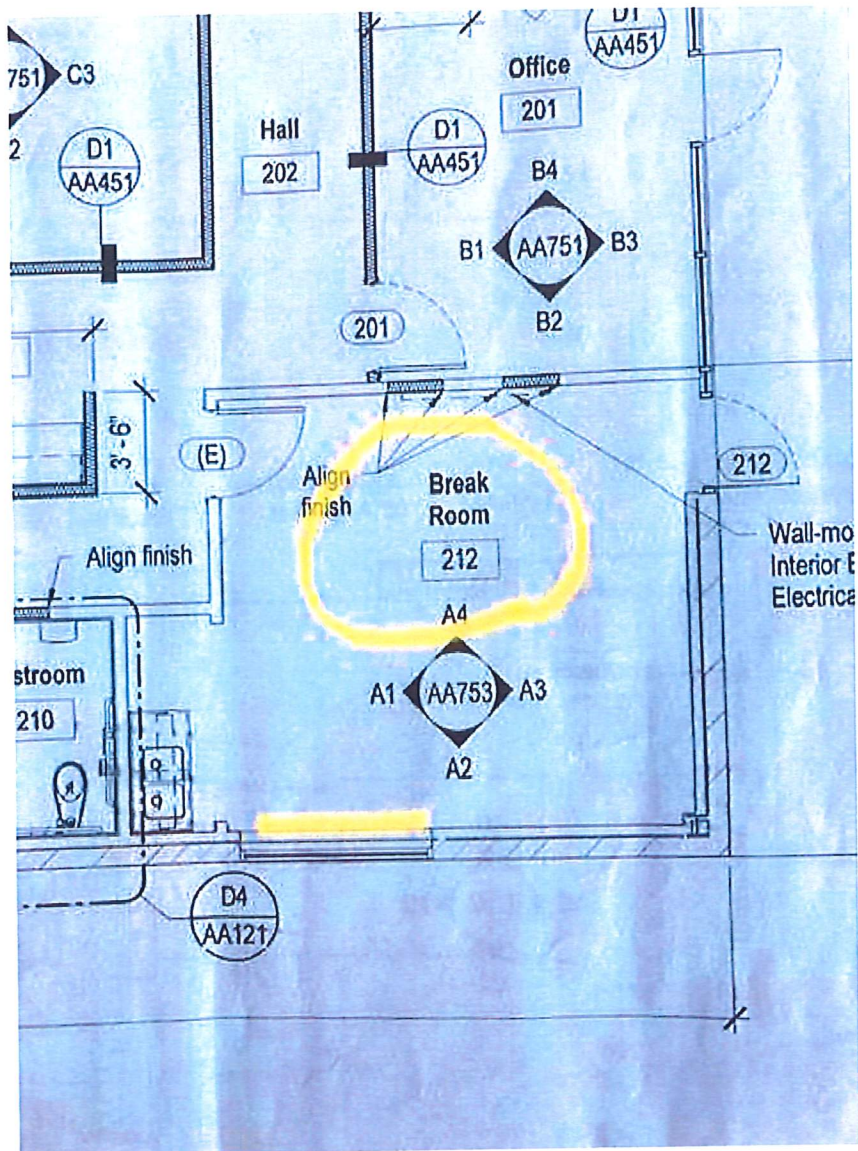 D1
AA451
Office
201
751
C3
2
D1
AA451
Hall
202
D1
AA451
B4
B1
AA751
B3
B2
201
3'-6"
(E)
Align
finish
Break
Room
212
212
Align finish
Wall-mo
Interior E
Electrica
A4
A1
AA753
A3
A2
stroom
210
D4
AA121